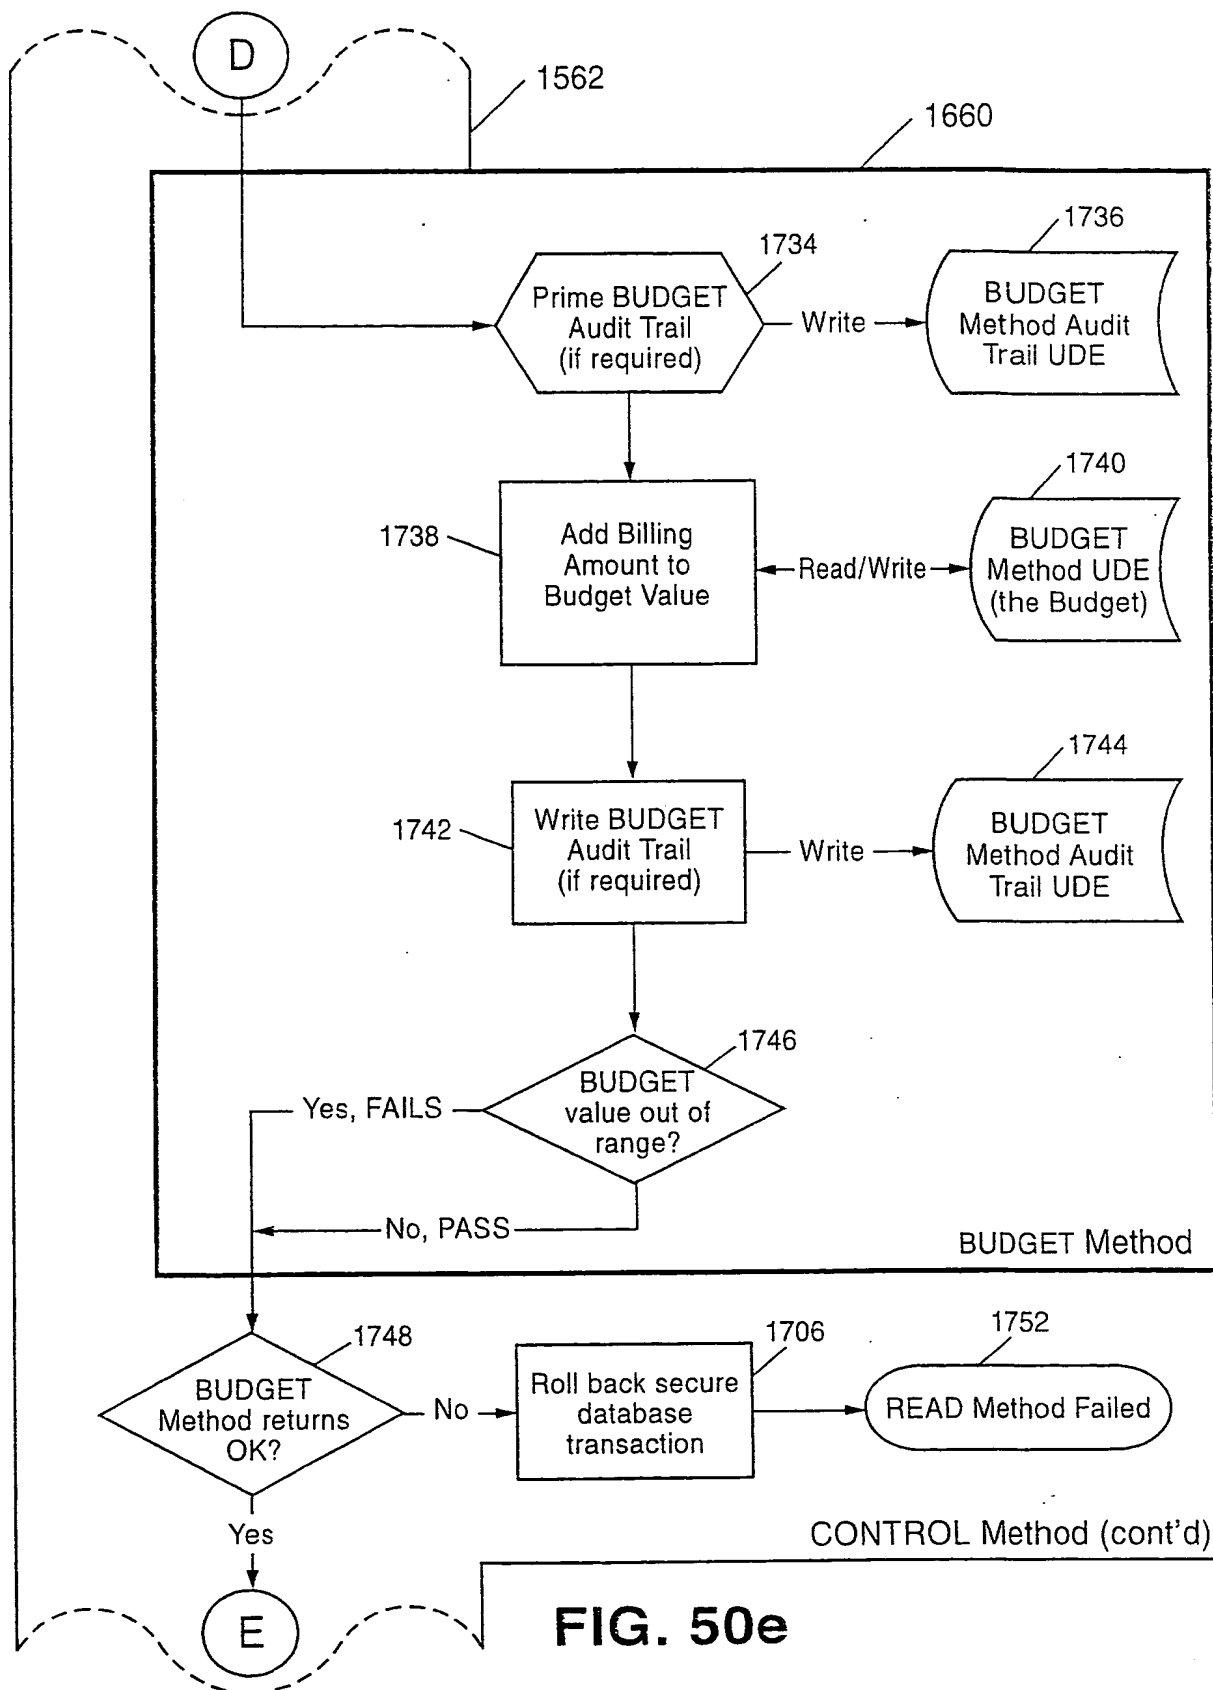 D
1562
1660
1734
1736
Prime BUDGET
Audit Trail
(if required)
Write
BUDGET
Method Audit
Trail UDE
1738
Add Billing
Amount to
Budget Value
Read/Write
1740
BUDGET
Method UDE
(the Budget)
1742
Write BUDGET
Audit Trail
(if required)
Write
1744
BUDGET
Method Audit
Trail UDE
1746
BUDGET
value out of
range?
Yes, FAILS
No, PASS
BUDGET Method
1748
BUDGET
Method returns
OK?
No
1706
Roll back secure
database
transaction
1752
READ Method Failed
Yes
CONTROL Method (cont'd)
E
FIG. 50e